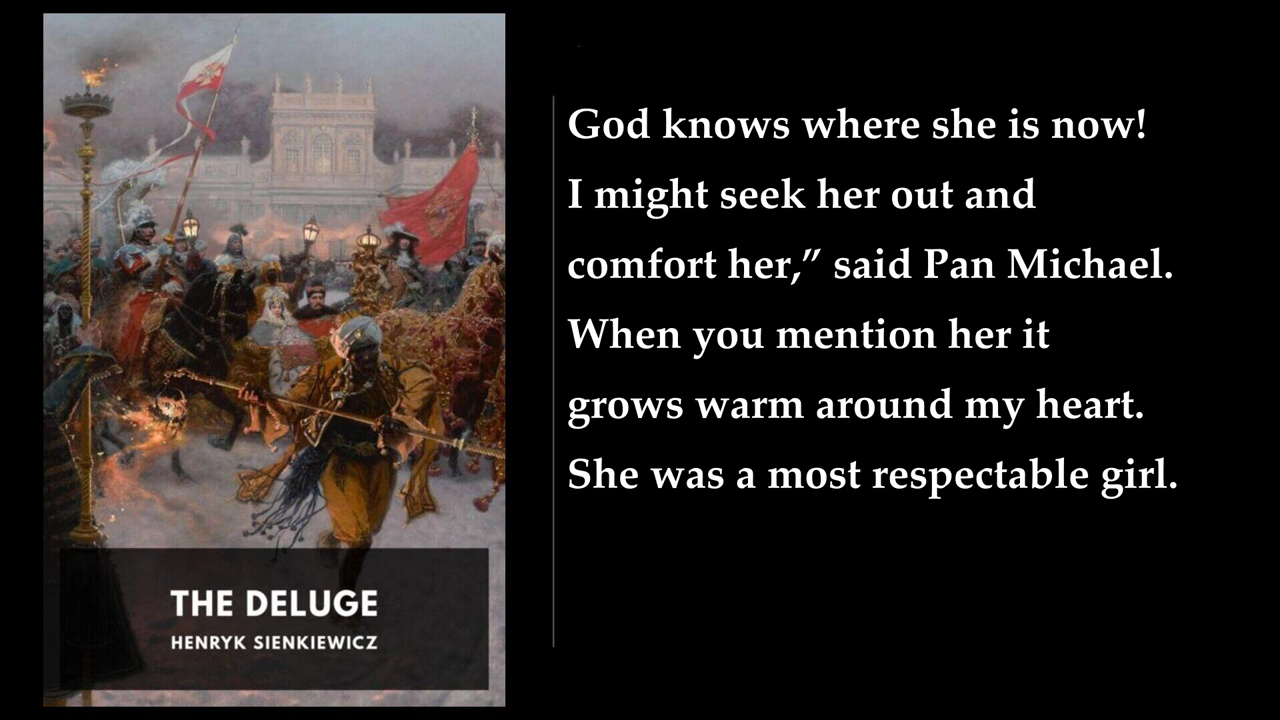 THE DELUGE
HENRYK SIENKIEWICZ
God knows where she is now!
I might seek her out and
comfort her,” said Pan Michael.
When you mention her it
grows warm around my heart.
She was a most respectable girl.